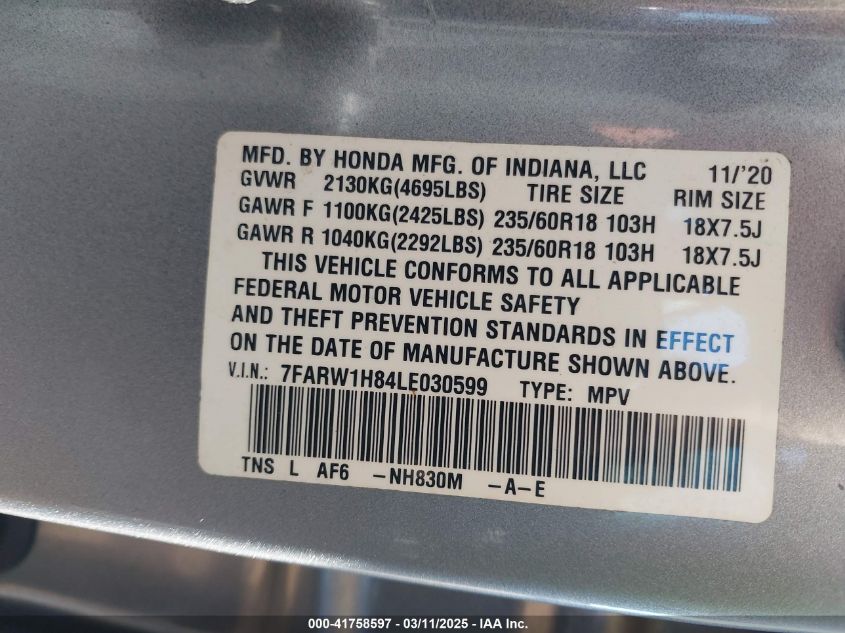 MFD. BY HONDA MFG. OF INDIANA, LLC 11/'20
GVWR 2130KG(4695LBS) TIRE SIZE RIM SIZE
GAWR F 1100KG(2425LBS) 235/60R18 103H 18X7.5J
GAWR R 1040KG(2292LBS) 235/60R18 103H 18X7.5J
THIS VEHICLE CONFORMS TO ALL APPLICABLE
FEDERAL MOTOR VEHICLE SAFETY
AND THEFT PREVENTION STANDARDS IN EFFECT
ON THE DATE OF MANUFACTURE SHOWN ABOVE.
V.I.N.: 7FARW1H84LE030599 TYPE: MPV
TNS L AF6 -NH830M -A-E
000-41758597 - 03/11/2025 - IAA Inc.